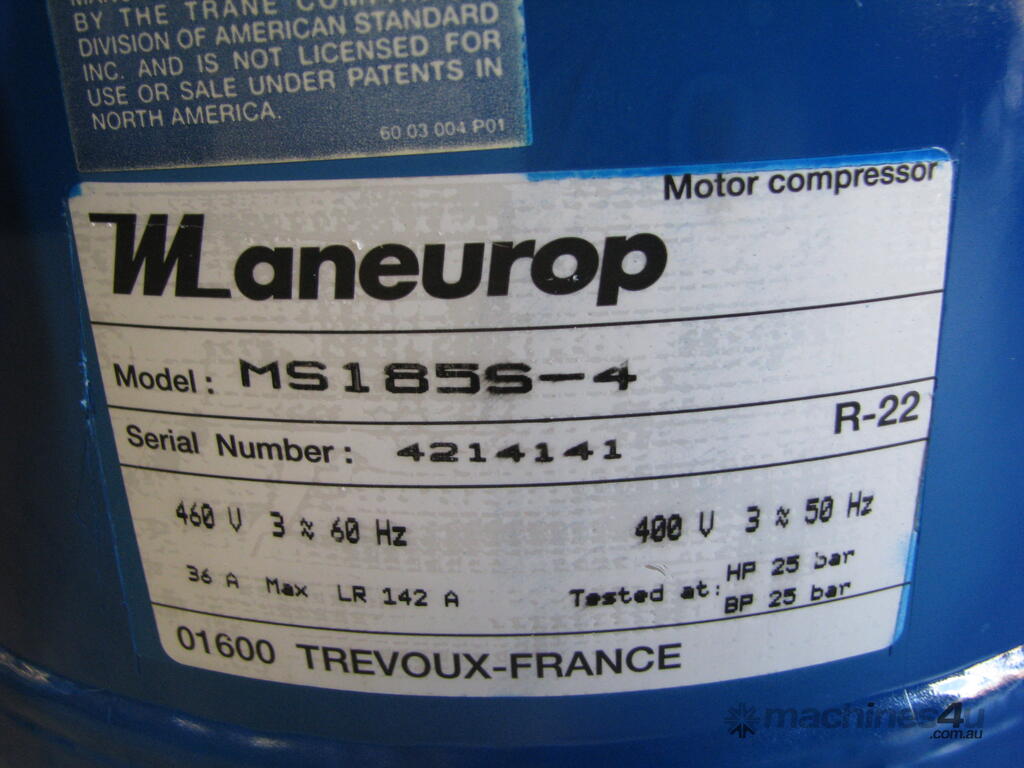 BY THE TRANE
DIVISION OF AMERICAN STANDARD
INC. AND IS NOT LICENSED FOR
USE OR SALE UNDER PATENTS IN
NORTH AMERICA.
60 03 004 P01
Motor compressor
Maneurop
Model: MS185S-4
R-22
Serial Number: 4214141
460 V 3 ≈ 60 Hz 400 V 3 ≈ 50 Hz
36 A Max LR 142 A Tested at: HP 25 bar
BP 25 bar
01600 TREVOUX-FRANCE
machines4u
.com.au